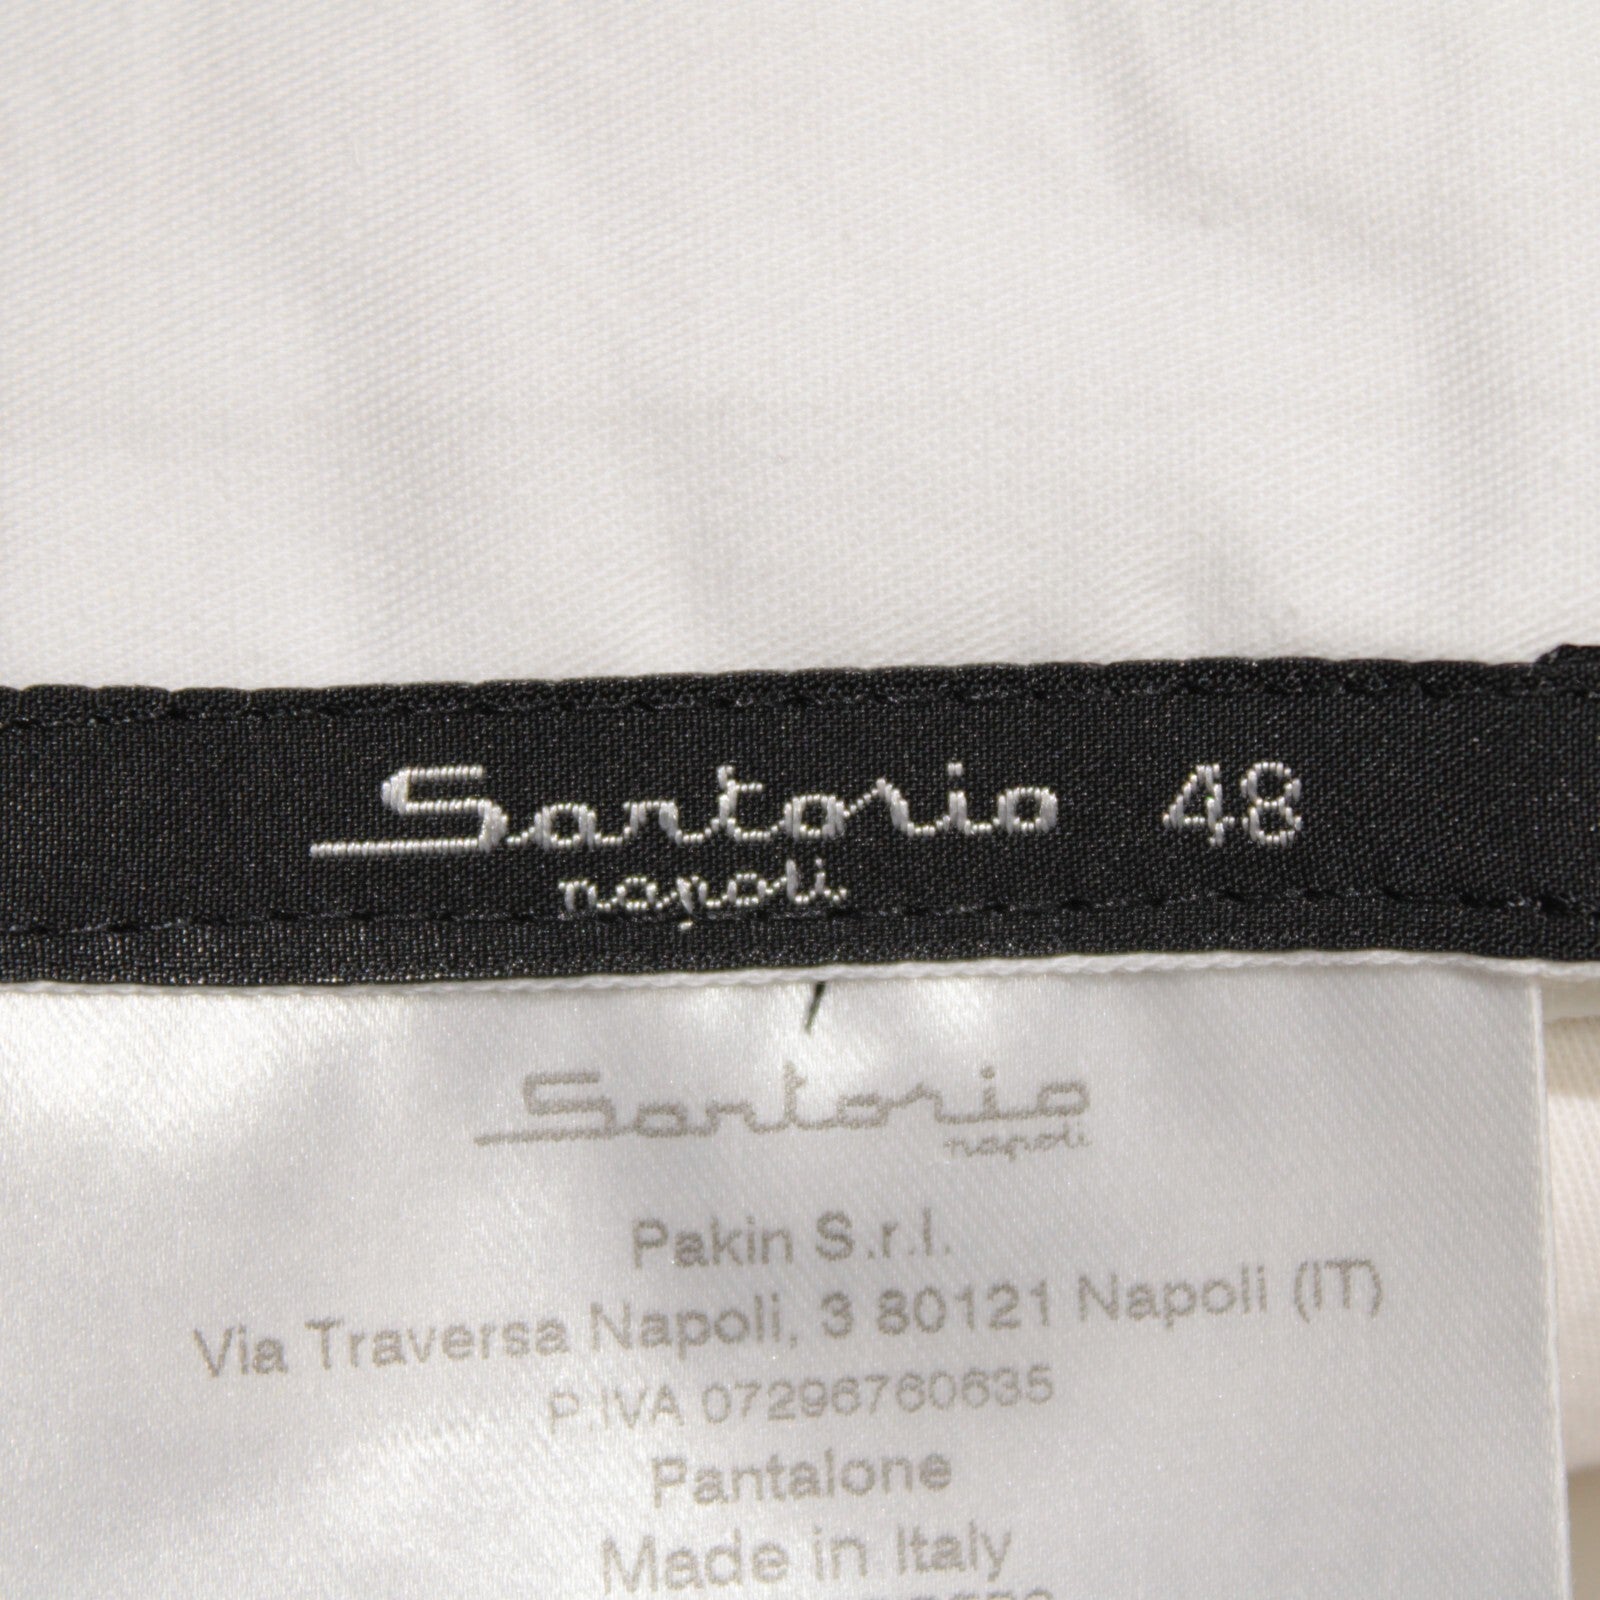 Sartorio 48
napoli
Sartorio
napoli
Pakin S.r.l.
Via Traversa Napoli, 3 80121 Napoli (IT)
P.IVA 07296760635
Pantalone
Made in Italy